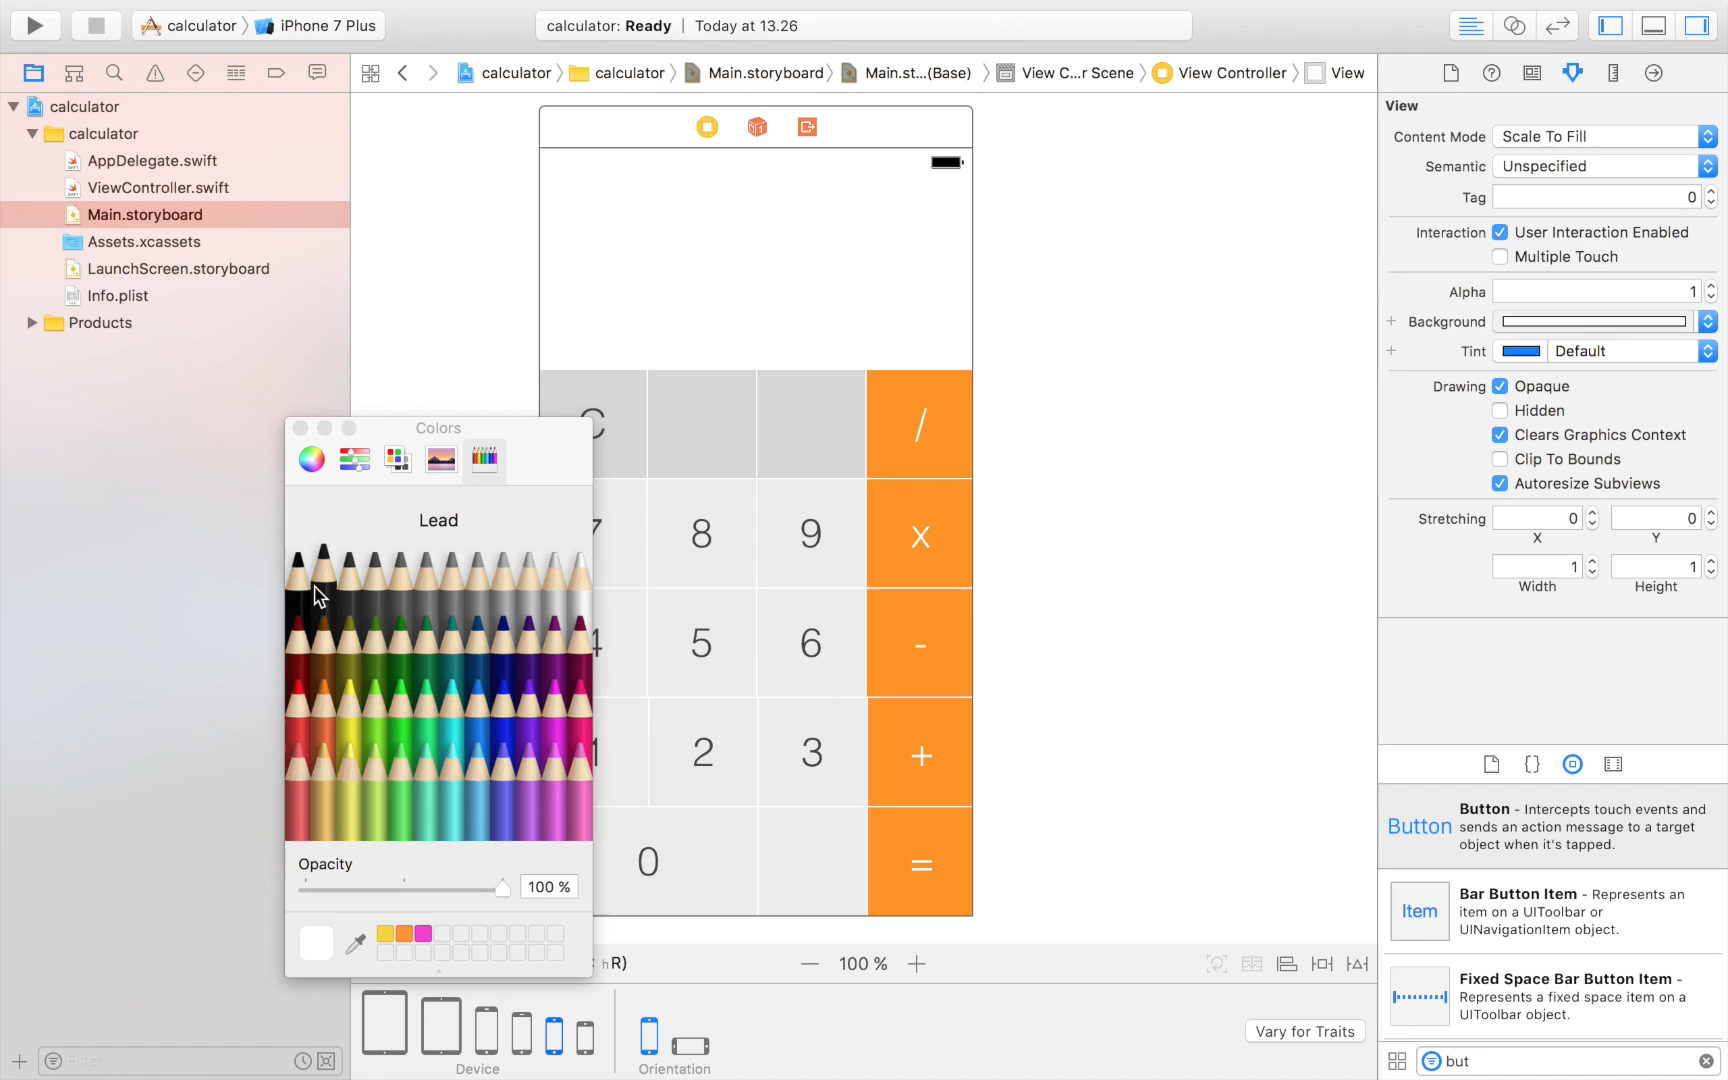 calculator iPhone 7 Plus
calculator: Ready Today at 13.26
calculator calculator Main.storyboard Main.st...(Base) View C...r Scene View Controller View
calculator
calculator
AppDelegate.swift
ViewController.swift
Main.storyboard
Assets.xcassets
LaunchScreen.storyboard
Info.plist
Products
Filter
C /
7 8 9 x
4 5 6 -
1 2 3 +
0 =
Colors
Lead
Opacity
100 %
h R)
100 %
Device
Orientation
Vary for Traits
View
Content Mode Scale To Fill
Semantic Unspecified
Tag 0
Interaction User Interaction Enabled
Multiple Touch
Alpha 1
Background
Tint Default
Drawing Opaque
Hidden
Clears Graphics Context
Clip To Bounds
Autoresize Subviews
Stretching 0 0
X Y
1 1
Width Height
Button
Button - Intercepts touch events and
sends an action message to a target
object when it's tapped.
Item
Bar Button Item - Represents an
item on a UIToolbar or
UINavigationItem object.
Fixed Space Bar Button Item -
Represents a fixed space item on a
UIToolbar object.
but